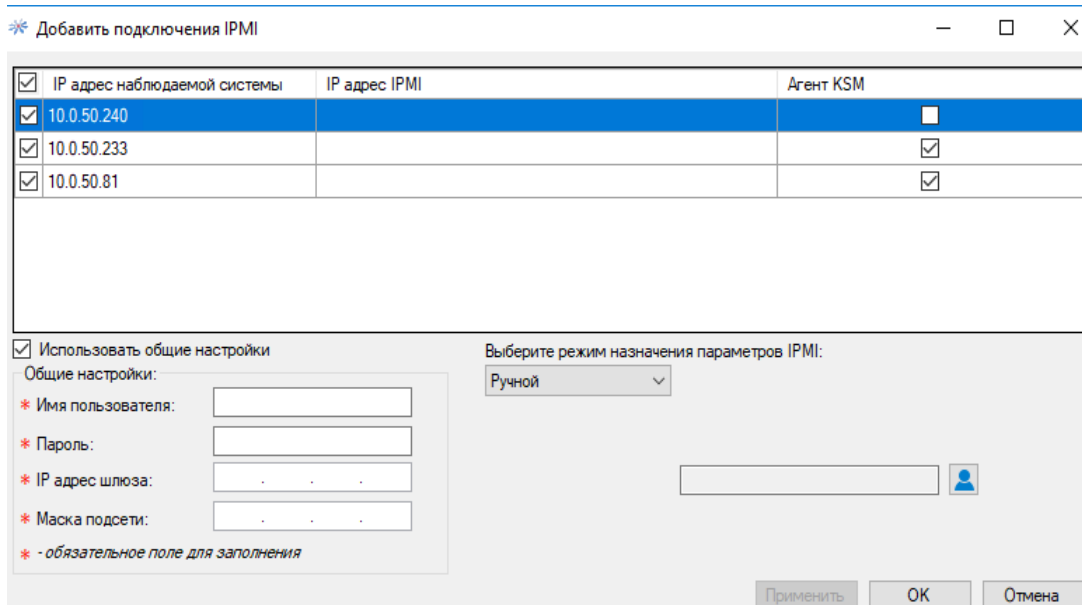 Добавить подключения IPMI
IP адрес наблюдаемой системы IP адрес IPMI Агент KSM
10.0.50.240
10.0.50.233
10.0.50.81
Использовать общие настройки
Выберите режим назначения параметров IPMI:
Общие настройки:
Ручной
* Имя пользователя:
* Пароль:
* IP адрес шлюза: . . .
* Маска подсети: . . .
* - обязательное поле для заполнения
Применить OK Отмена